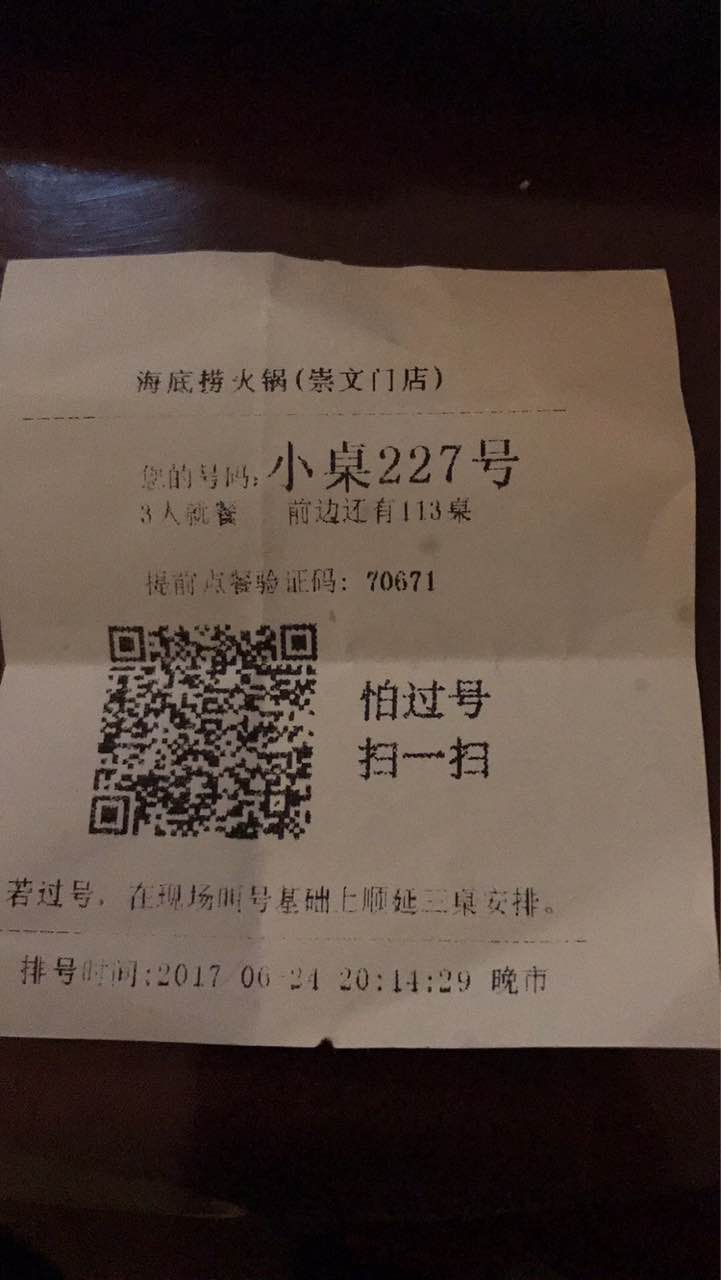 海底捞火锅(崇文门店)
您的号码:小桌227号
3人就餐 前边还有113桌
提前点餐验证码: 70671
怕过号
扫一扫
若过号,在现场叫号基础上顺延三桌安排。
排号时间:2017-06-24 20:14:29 晚市